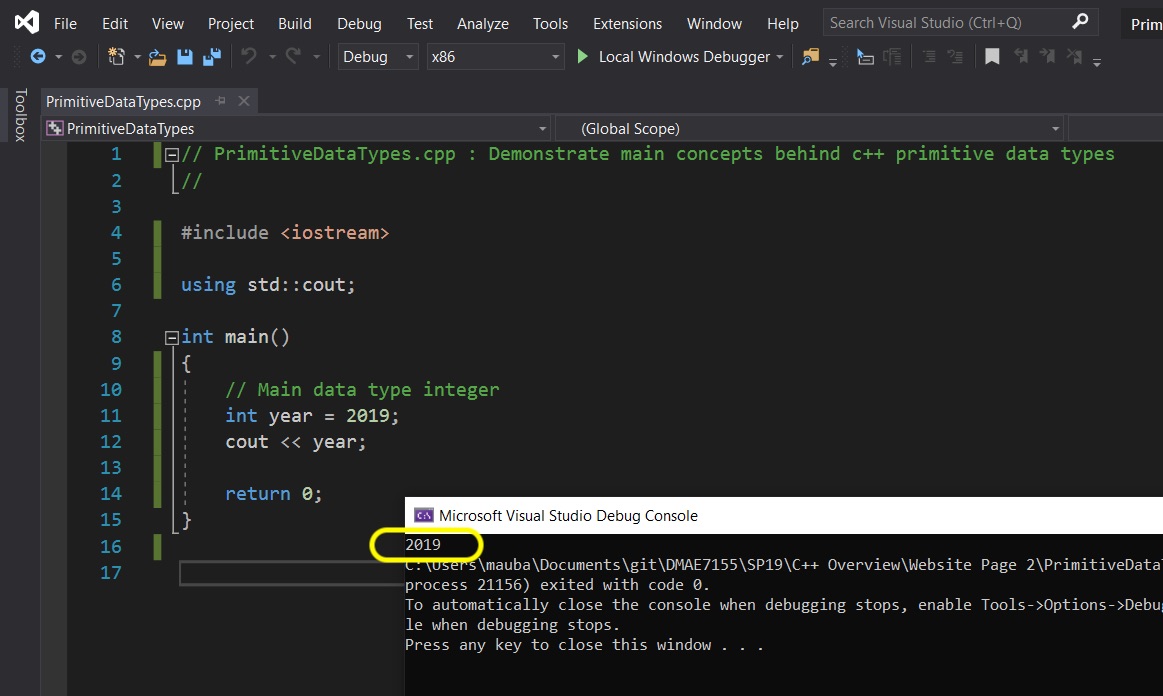 File Edit View Project Build Debug Test Analyze Tools Extensions Window Help Search Visual Studio (Ctrl+Q) Prim
Debug x86 Local Windows Debugger
Toolbox
PrimitiveDataTypes.cpp
PrimitiveDataTypes (Global Scope)
1 // PrimitiveDataTypes.cpp : Demonstrate main concepts behind c++ primitive data types
2 //
3
4 #include <iostream>
5
6 using std::cout;
7
8 int main()
9 {
10 // Main data type integer
11 int year = 2019;
12 cout << year;
13
14 return 0;
15 }
16
17
C:\ Microsoft Visual Studio Debug Console
2019
C:\Users\mauba\Documents\git\DMAE7155\SP19\C++ Overview\Website Page 2\PrimitiveDataT
process 21156) exited with code 0.
To automatically close the console when debugging stops, enable Tools->Options->Debug
le when debugging stops.
Press any key to close this window . . .